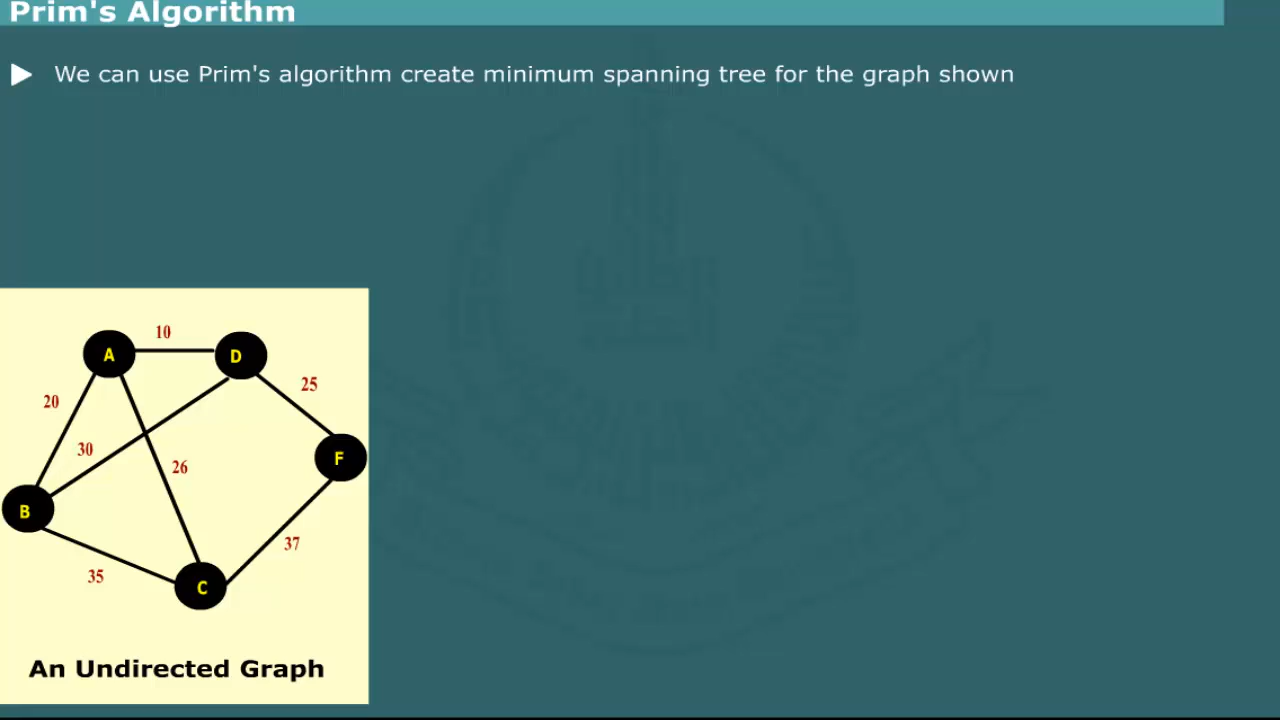 Prim's Algorithm
We can use Prim's algorithm create minimum spanning tree for the graph shown
10
A
D
25
20
30
26
F
B
37
35
C
An Undirected Graph